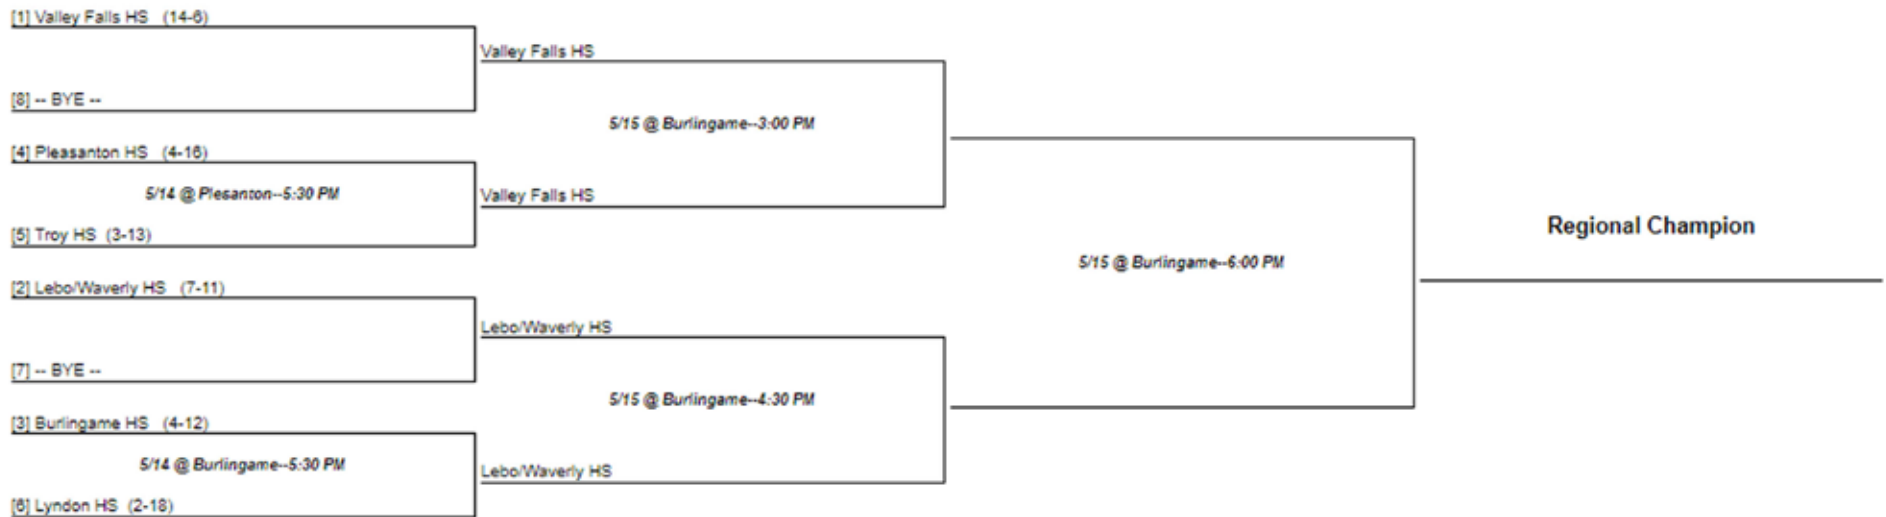 [1] Valley Falls HS (14-6)
Valley Falls HS
[8] -- BYE --
5/15 @ Burlingame--3:00 PM
[4] Pleasanton HS (4-16)
5/14 @ Plesanton--5:30 PM
Valley Falls HS
[5] Troy HS (3-13)
Regional Champion
5/15 @ Burlingame--6:00 PM
[2] Lebo/Waverly HS (7-11)
Lebo/Waverly HS
[7] -- BYE --
5/15 @ Burlingame--4:30 PM
[3] Burlingame HS (4-12)
5/14 @ Burlingame--5:30 PM
Lebo/Waverly HS
[6] Lyndon HS (2-18)